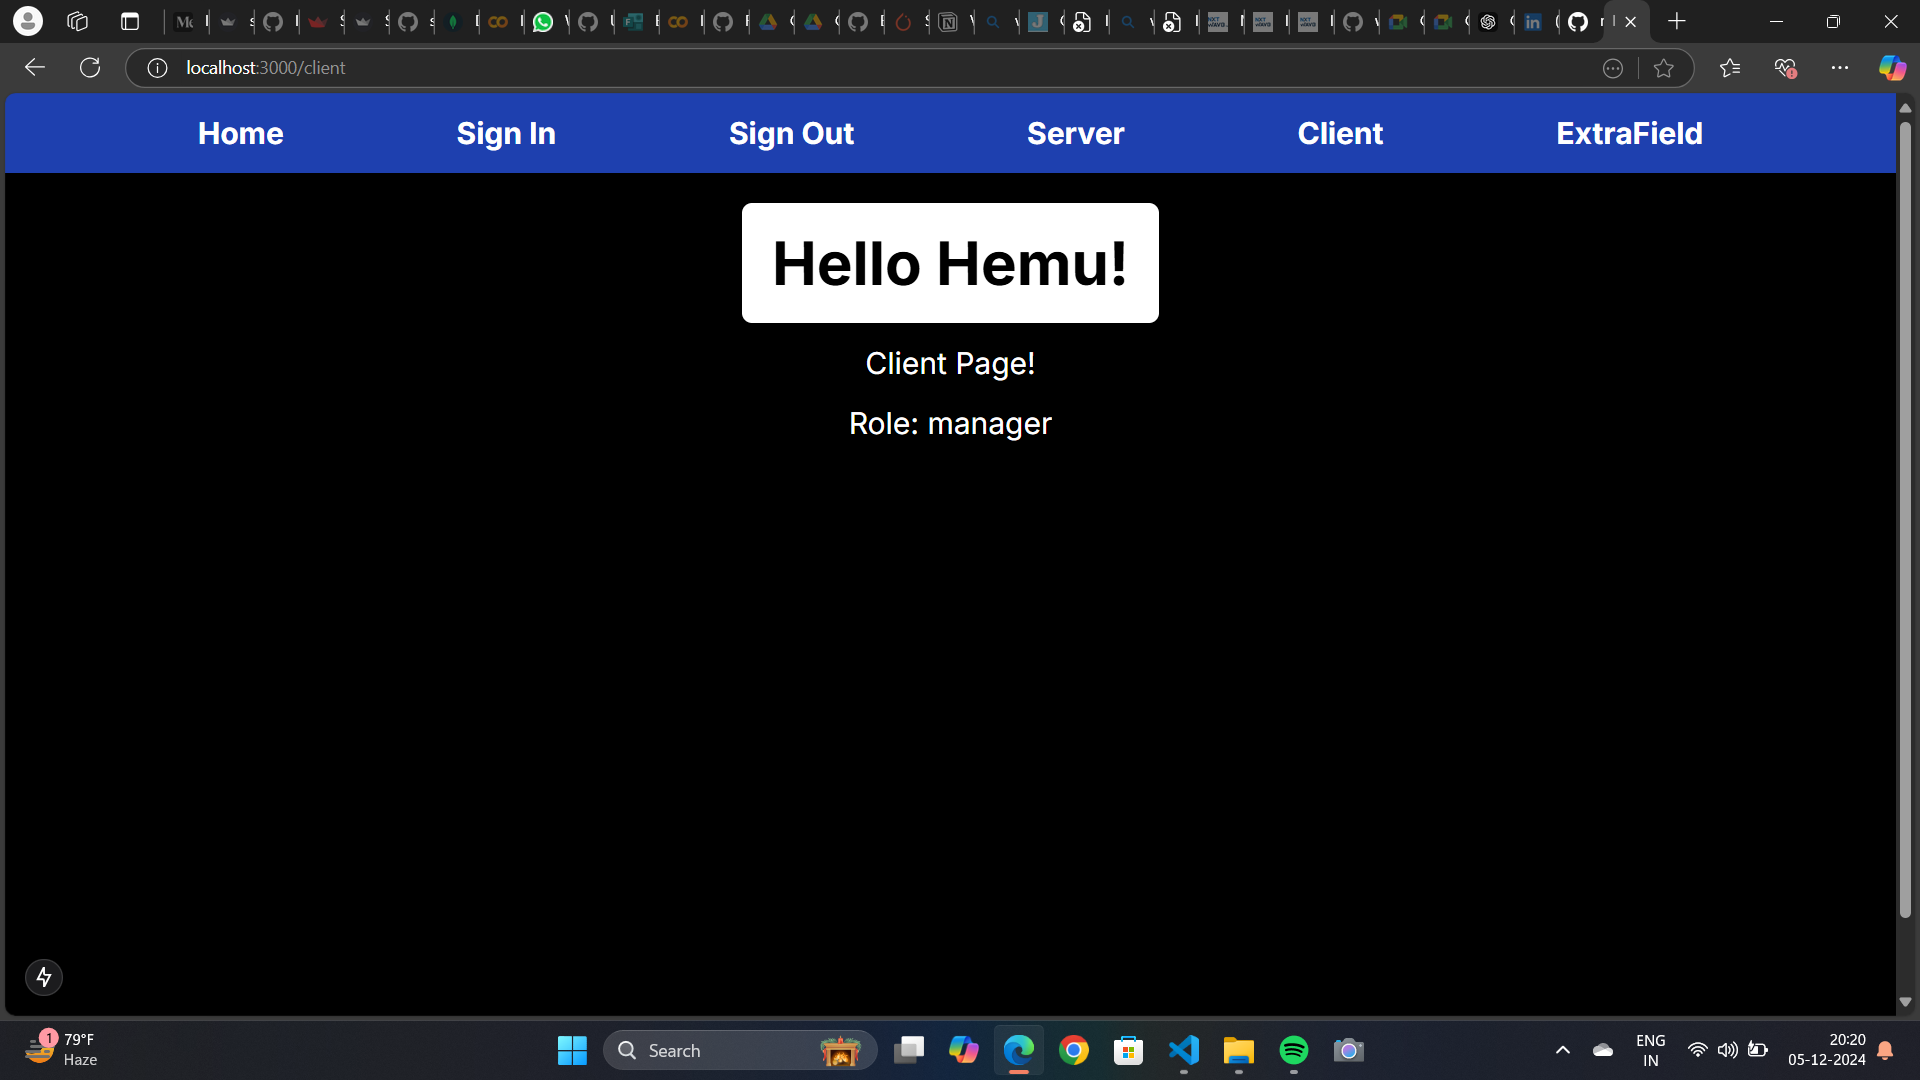 localhost:3000/client
Home Sign In Sign Out Server Client ExtraField
Hello Hemu!
Client Page!
Role: manager
1
79°F
Haze
Search
ENG
IN
20:20
05-12-2024